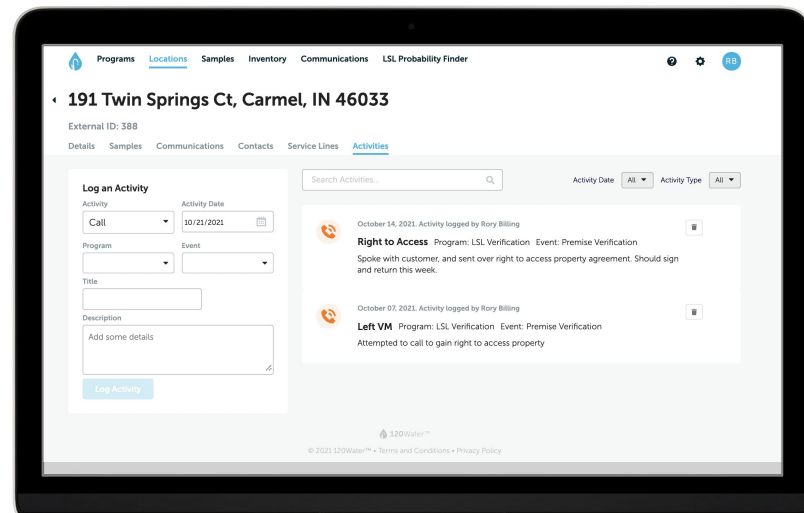 Programs Locations Samples Inventory Communications LSL Probability Finder RB
191 Twin Springs Ct, Carmel, IN 46033
External ID: 388
Details Samples Communications Contacts Service Lines Activities
Log an Activity
Activity Activity Date
Call 10/21/2021
Program Event
Title
Description
Add some details
Log Activity
Search Activities... Activity Date All Activity Type All
October 14, 2021. Activity logged by Rory Billing
Right to Access Program: LSL Verification Event: Premise Verification
Spoke with customer, and sent over right to access property agreement. Should sign
and return this week.
October 07, 2021. Activity logged by Rory Billing
Left VM Program: LSL Verification Event: Premise Verification
Attempted to call to gain right to access property
120Water™
© 2021 120Water™ • Terms and Conditions • Privacy Policy